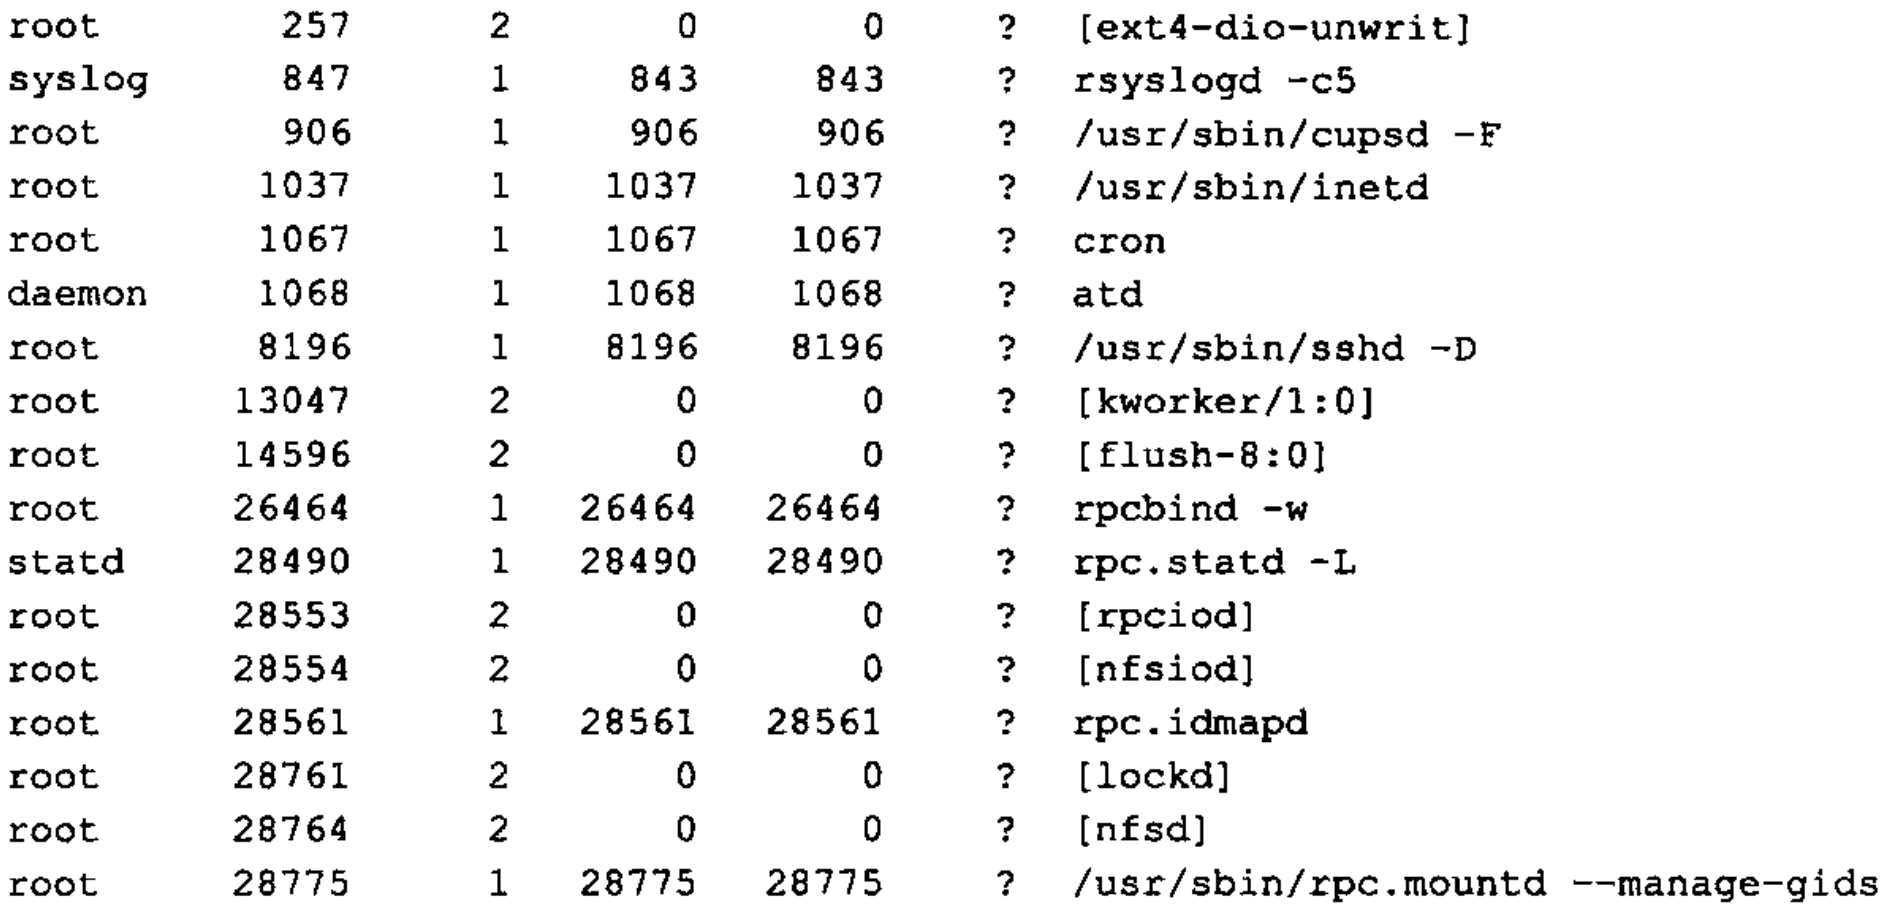 root 257 2 0 0 ? [ext4-dio-unwrit]
syslog 847 1 843 843 ? rsyslogd -c5
root 906 1 906 906 ? /usr/sbin/cupsd -F
root 1037 1 1037 1037 ? /usr/sbin/inetd
root 1067 1 1067 1067 ? cron
daemon 1068 1 1068 1068 ? atd
root 8196 1 8196 8196 ? /usr/sbin/sshd -D
root 13047 2 0 0 ? [kworker/1:0]
root 14596 2 0 0 ? [flush-8:0]
root 26464 1 26464 26464 ? rpcbind -w
statd 28490 1 28490 28490 ? rpc.statd -L
root 28553 2 0 0 ? [rpciod]
root 28554 2 0 0 ? [nfsiod]
root 28561 1 28561 28561 ? rpc.idmapd
root 28761 2 0 0 ? [lockd]
root 28764 2 0 0 ? [nfsd]
root 28775 1 28775 28775 ? /usr/sbin/rpc.mountd --manage-gids